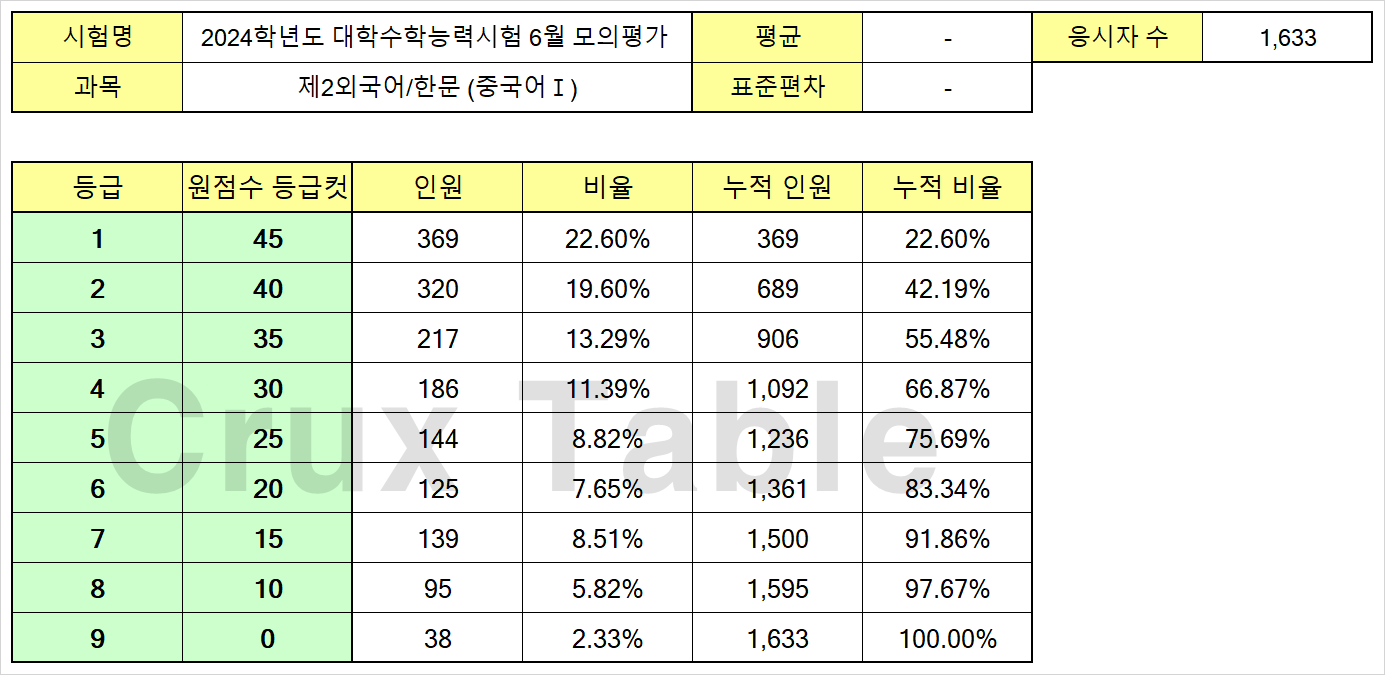 시험명 2024학년도 대학수학능력시험 6월 모의평가 평균 - 응시자 수 1,633
과목 제2외국어/한문 (중국어Ⅰ) 표준편차 -
등급 원점수 등급컷 인원 비율 누적 인원 누적 비율
1 45 369 22.60% 369 22.60%
2 40 320 19.60% 689 42.19%
3 35 217 13.29% 906 55.48%
4 30 186 11.39% 1,092 66.87%
5 25 144 8.82% 1,236 75.69%
6 20 125 7.65% 1,361 83.34%
7 15 139 8.51% 1,500 91.86%
8 10 95 5.82% 1,595 97.67%
9 0 38 2.33% 1,633 100.00%
Crux Table